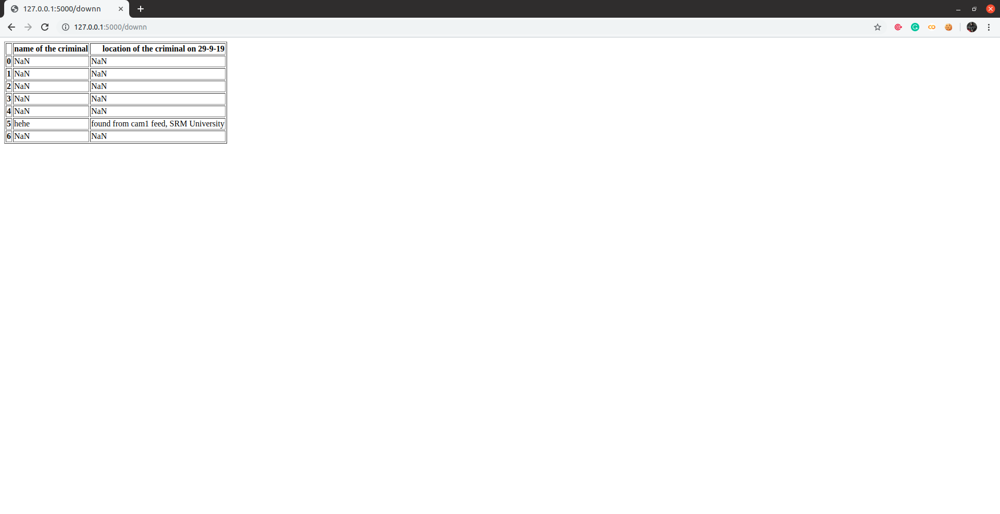 127.0.0.1:5000/downn
127.0.0.1:5000/downn
name of the criminal location of the criminal on 29-9-19
0 NaN NaN
1 NaN NaN
2 NaN NaN
3 NaN NaN
4 NaN NaN
5 hehe found from cam1 feed, SRM University
6 NaN NaN